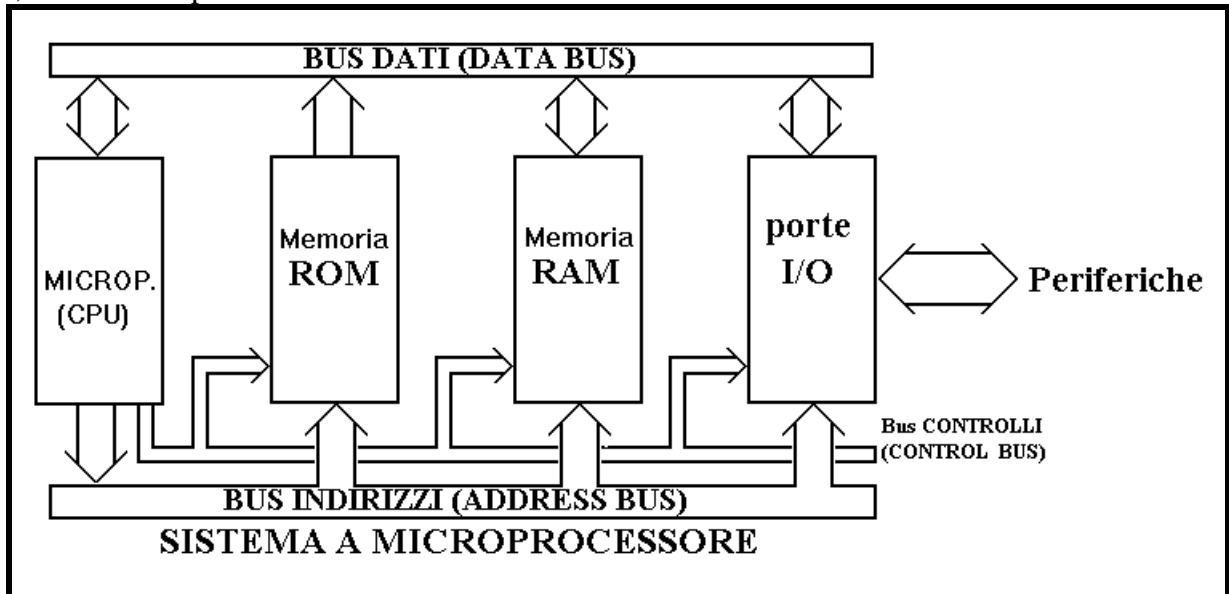 BUS DATI (DATA BUS)
MICROP.
(CPU)
Memoria
ROM
Memoria
RAM
porte
I/O
Periferiche
Bus CONTROLLI
(CONTROL BUS)
BUS INDIRIZZI (ADDRESS BUS)
SISTEMA A MICROPROCESSORE